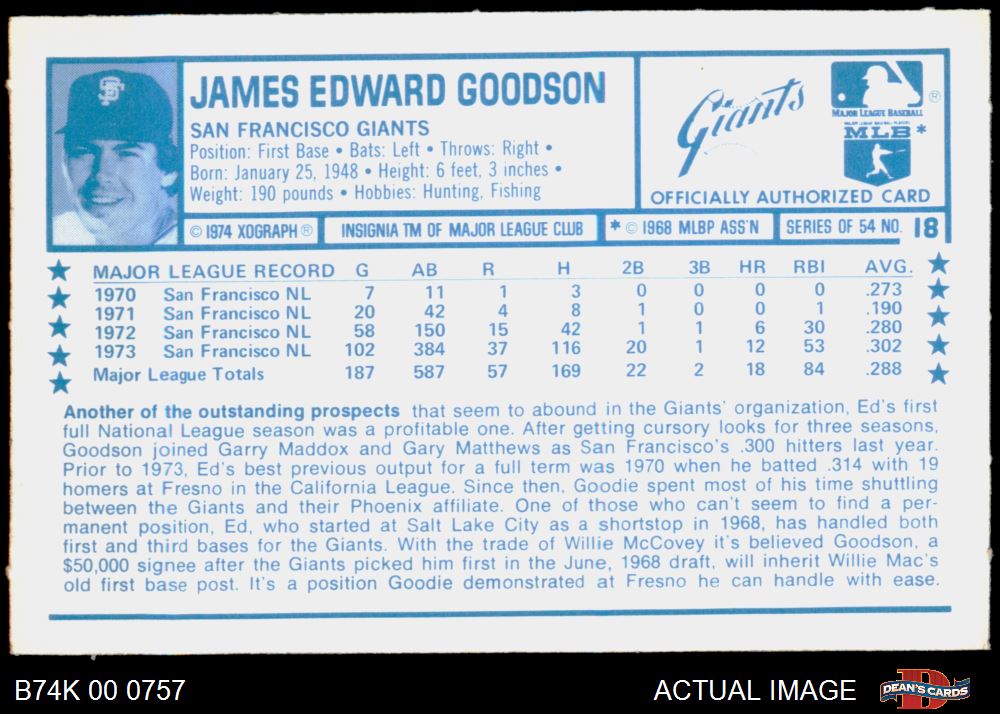 SF
JAMES EDWARD GOODSON
SAN FRANCISCO GIANTS
Position: First Base • Bats: Left • Throws: Right •
Born: January 25, 1948 • Height: 6 feet, 3 inches •
Weight: 190 pounds • Hobbies: Hunting, Fishing
Giants
MAJOR LEAGUE BASEBALL ®
MLB*
OFFICIALLY AUTHORIZED CARD
© 1974 XOGRAPH ®
INSIGNIA TM OF MAJOR LEAGUE CLUB
* © 1968 MLBP ASS'N
SERIES OF 54 NO. 18
MAJOR LEAGUE RECORD G AB R H 2B 3B HR RBI AVG.
1970 San Francisco NL 7 11 1 3 0 0 0 0 .273
1971 San Francisco NL 20 42 4 8 1 0 0 1 .190
1972 San Francisco NL 58 150 15 42 1 1 6 30 .280
1973 San Francisco NL 102 384 37 116 20 1 12 53 .302
Major League Totals 187 587 57 169 22 2 18 84 .288
Another of the outstanding prospects that seem to abound in the Giants' organization, Ed's first
full National League season was a profitable one. After getting cursory looks for three seasons,
Goodson joined Garry Maddox and Gary Matthews as San Francisco's .300 hitters last year.
Prior to 1973, Ed's best previous output for a full term was 1970 when he batted .314 with 19
homers at Fresno in the California League. Since then, Goodie spent most of his time shuttling
between the Giants and their Phoenix affiliate. One of those who can't seem to find a per-
manent position, Ed, who started at Salt Lake City as a shortstop in 1968, has handled both
first and third bases for the Giants. With the trade of Willie McCovey it's believed Goodson, a
$50,000 signee after the Giants picked him first in the June, 1968 draft, will inherit Willie Mac's
old first base post. It's a position Goodie demonstrated at Fresno he can handle with ease.
B74K 00 0757
ACTUAL IMAGE
DEAN'S CARDS